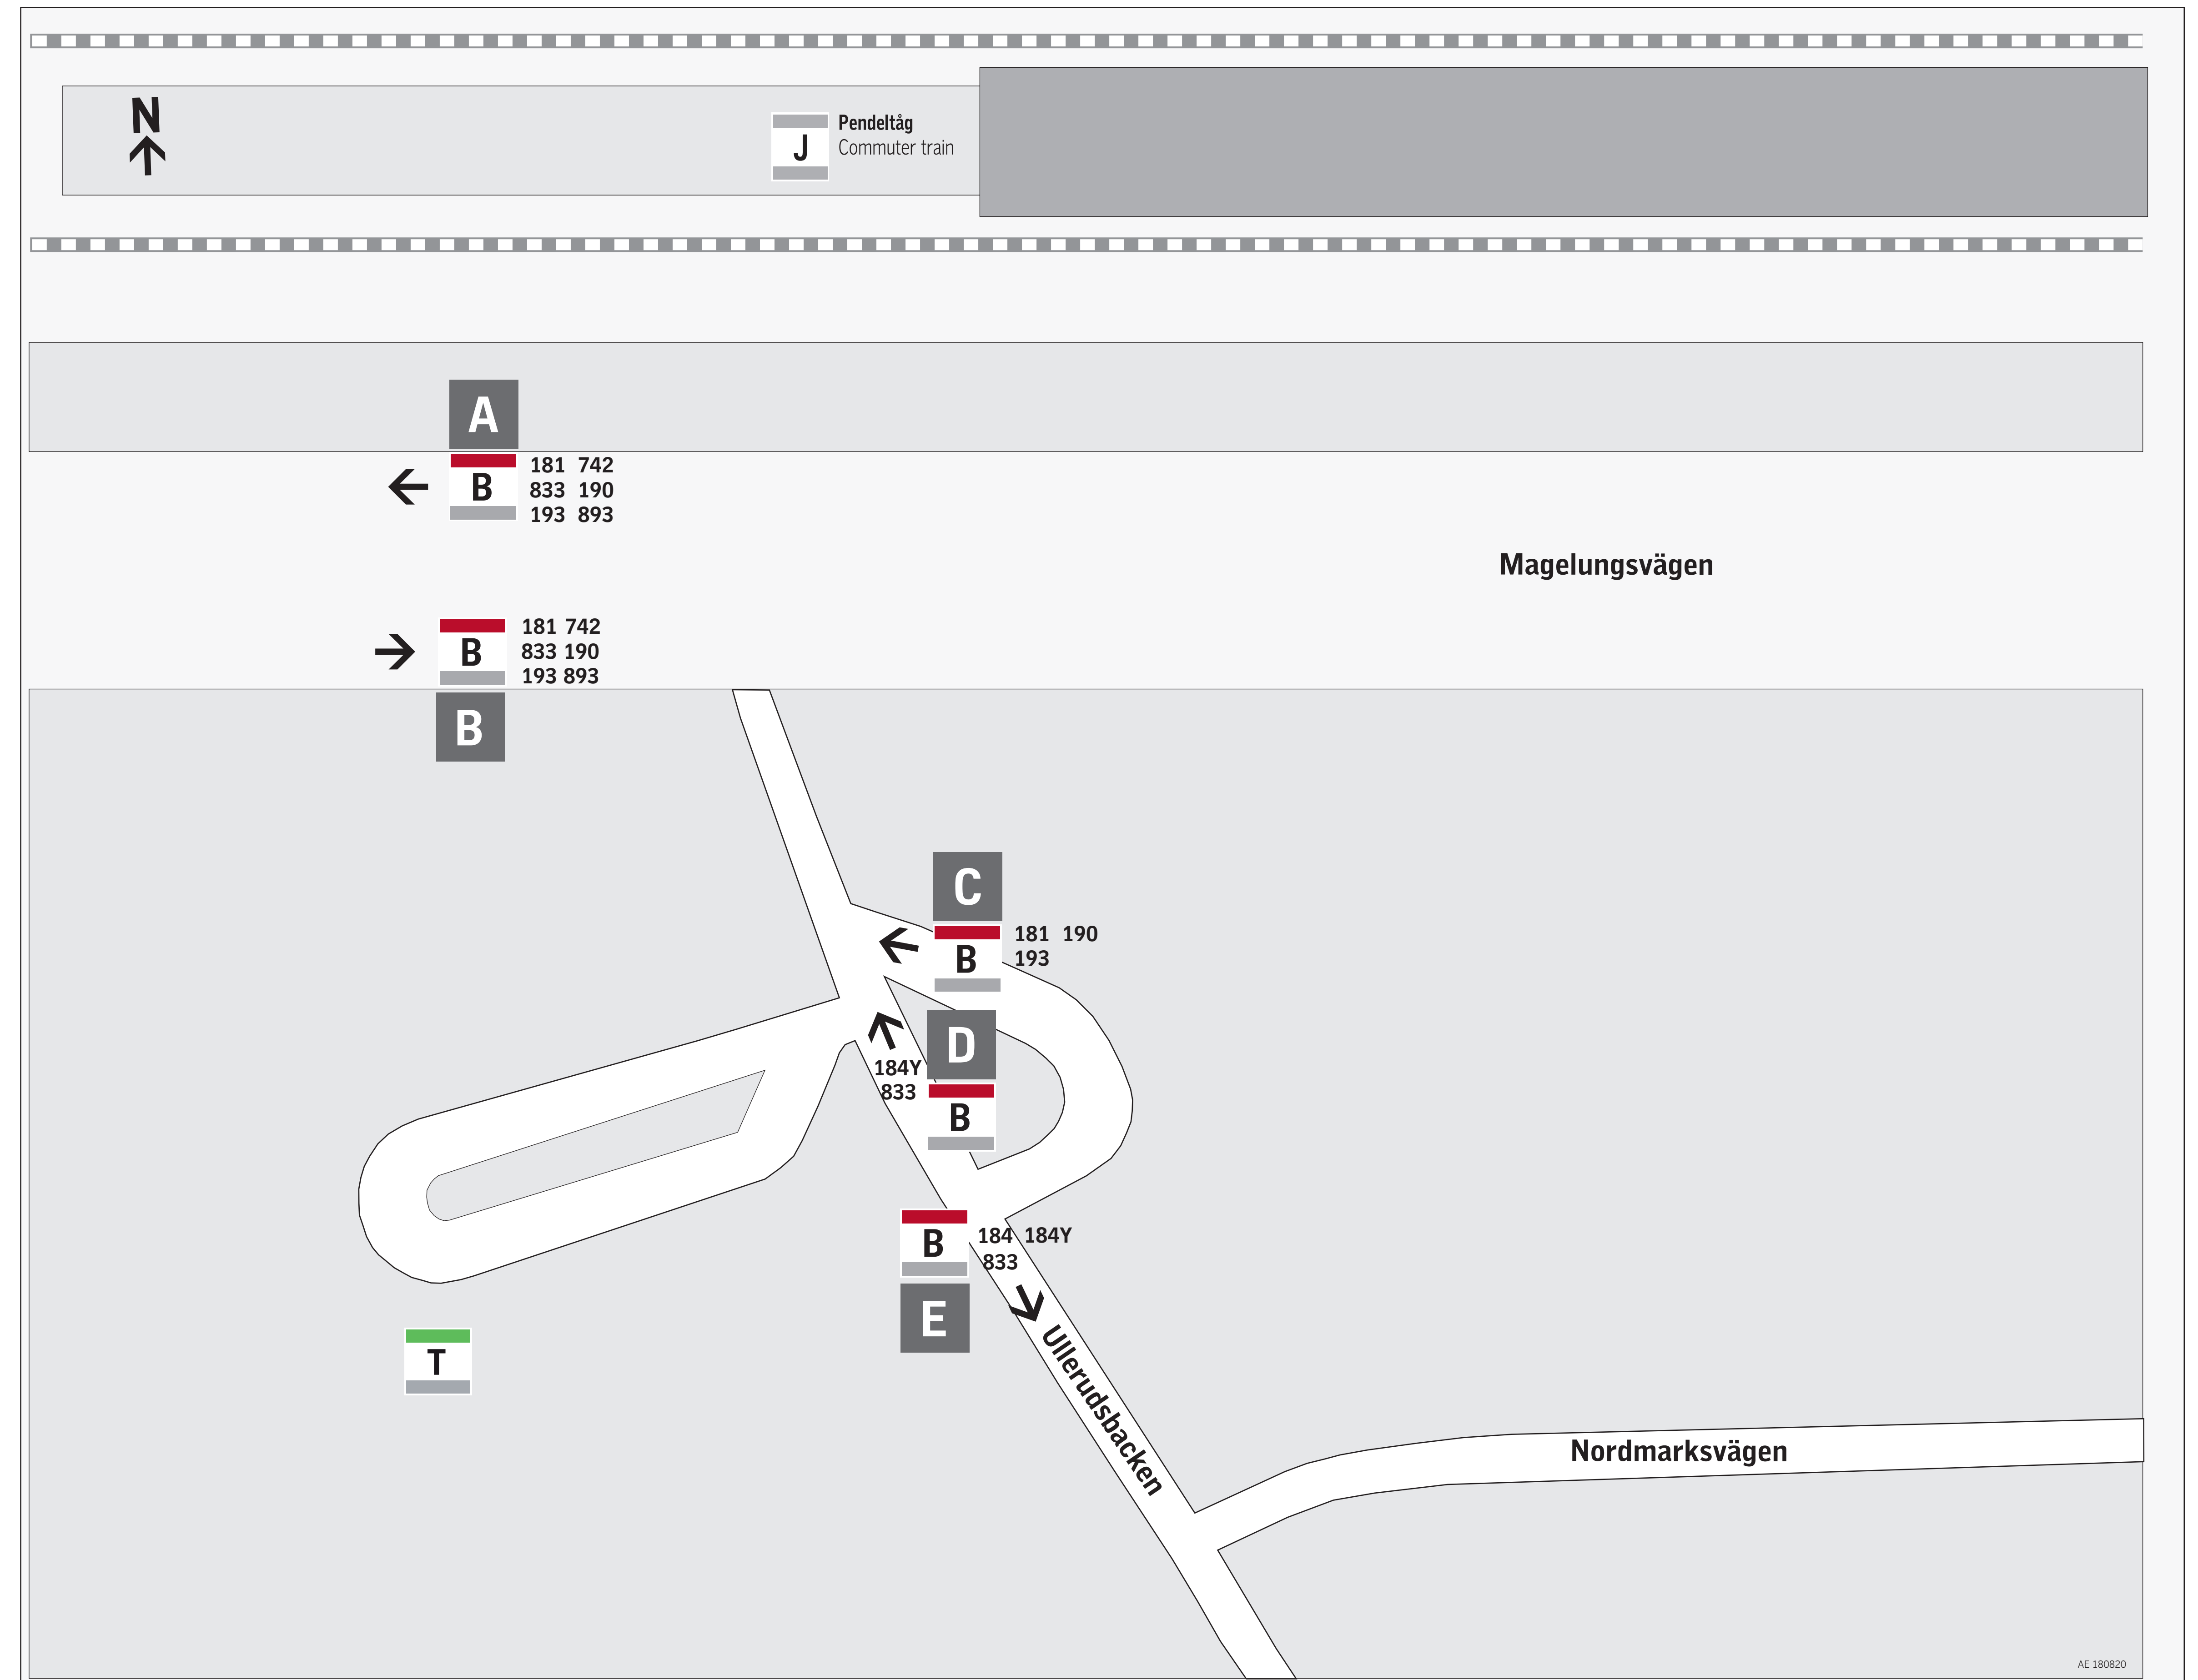 N
J
Pendeltåg
Commuter train
A
B
181 742
833 190
193 893
Magelungsvägen
B
181 742
833 190
193 893
B
C
B
181 190
193
D
184Y
833
B
B
184 184Y
833
E
T
Ullerudsbacken
Nordmarksvägen
AE 180820